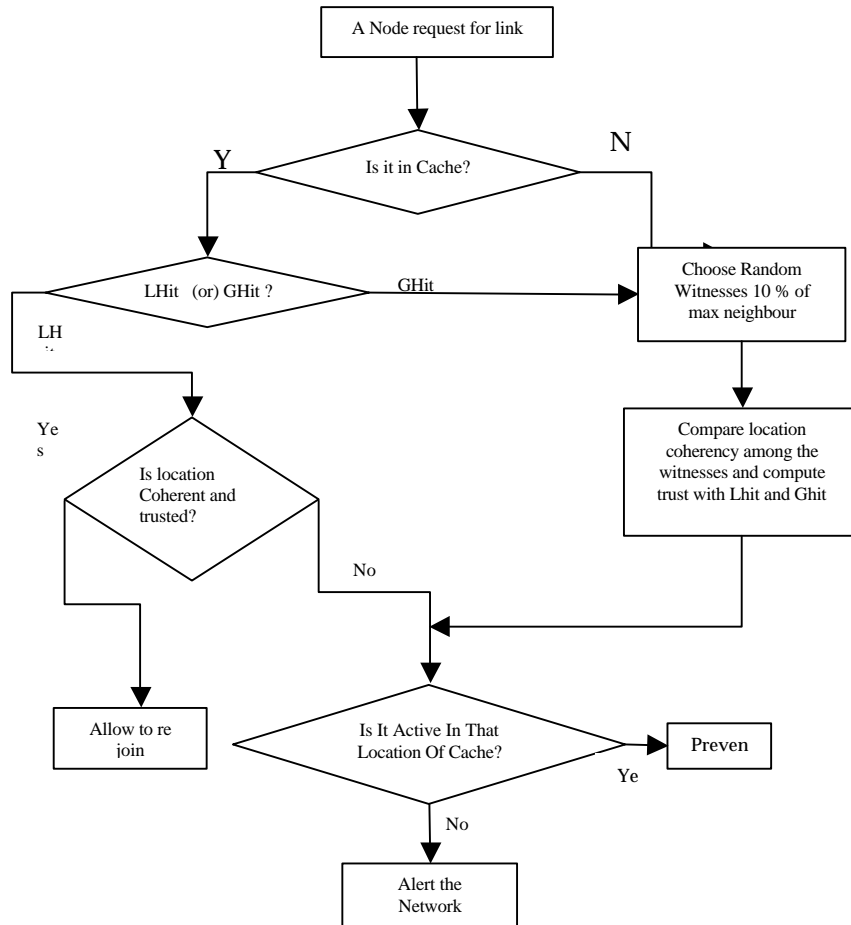 A Node request for link
N
Y
Is it in Cache?
LHit (or) GHit ?
GHit
Choose Random
Witnesses 10 % of
max neighbour
LH
Compare location
coherency among the
witnesses and compute
trust with Lhit and Ghit
Ye
s
Is location
Coherent and
trusted?
No
Allow to re
join
Is It Active In That
Location Of Cache?
Preven
Ye
No
Alert the
Network